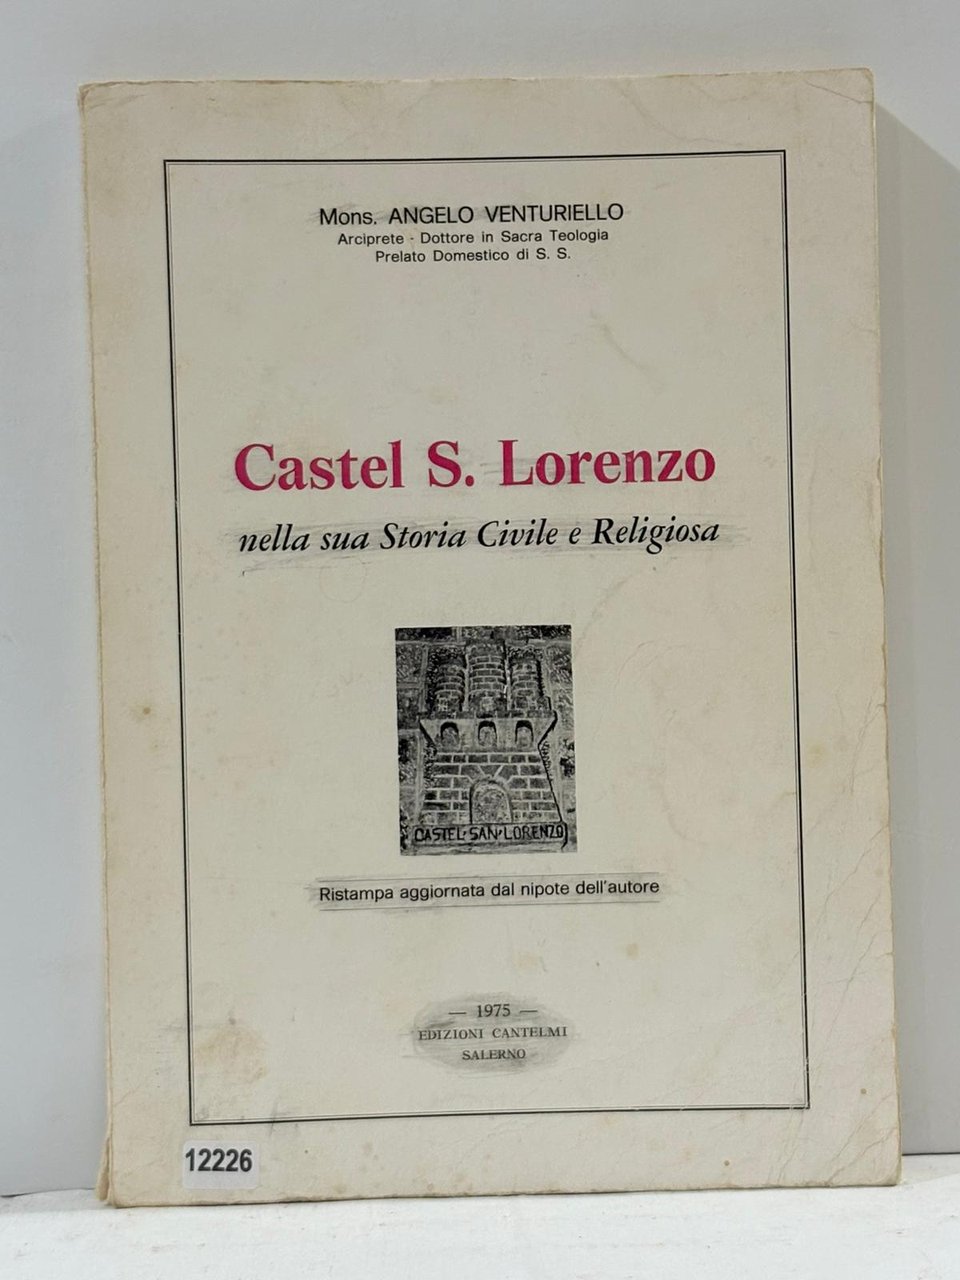 Mons. ANGELO VENTURIELLO
Arciprete - Dottore in Sacra Teologia
Prelato Domestico di S. S.
Castel S. Lorenzo
nella sua Storia Civile e Religiosa
CASTEL·SAN·LORENZO
Ristampa aggiornata dal nipote dell'autore
— 1975 —
EDIZIONI CANTELMI
SALERNO
12226